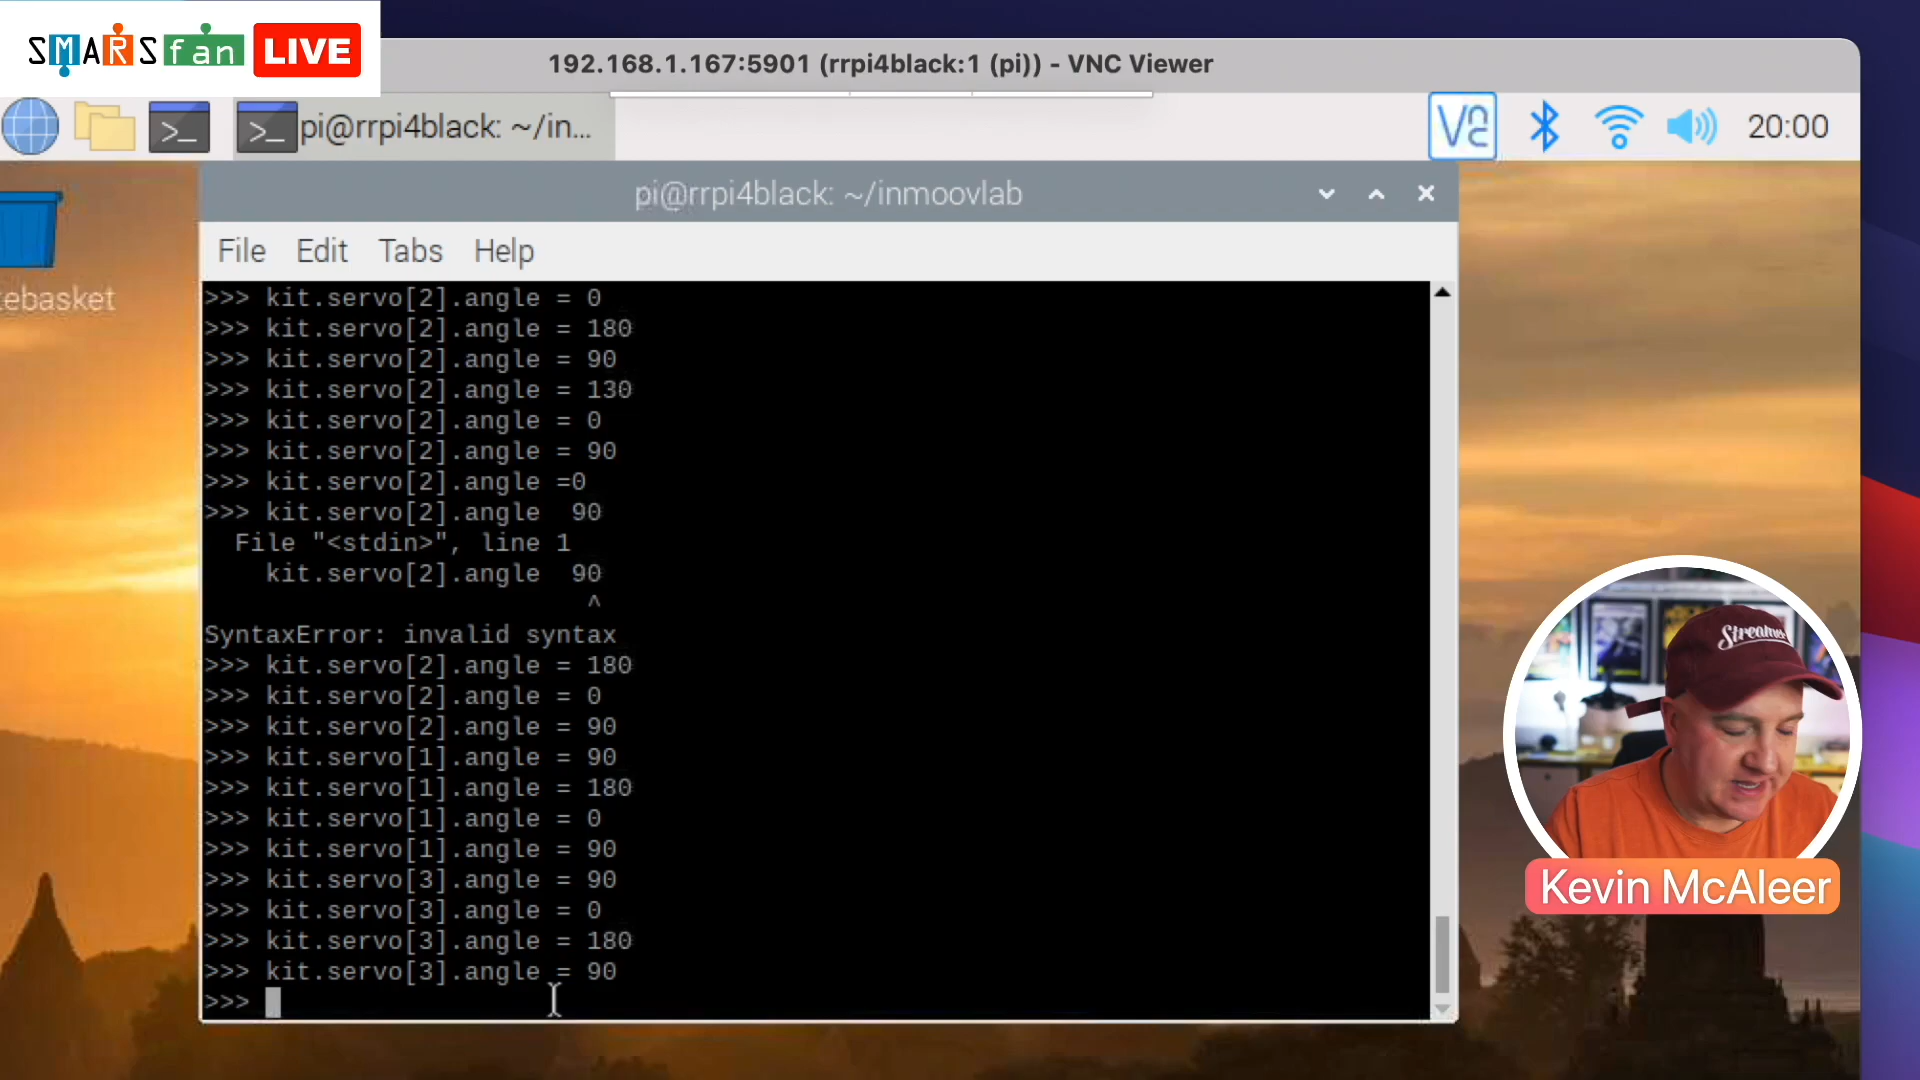 SMARS fan LIVE
192.168.1.167:5901 (rrpi4black:1 (pi)) - VNC Viewer
pi@rrpi4black: ~/in...
20:00
pi@rrpi4black: ~/inmoovlab
File Edit Tabs Help
ebasket
>>> kit.servo[2].angle = 0
>>> kit.servo[2].angle = 180
>>> kit.servo[2].angle = 90
>>> kit.servo[2].angle = 130
>>> kit.servo[2].angle = 0
>>> kit.servo[2].angle = 90
>>> kit.servo[2].angle =0
>>> kit.servo[2].angle  90
  File "<stdin>", line 1
    kit.servo[2].angle  90
                         ^
SyntaxError: invalid syntax
>>> kit.servo[2].angle = 180
>>> kit.servo[2].angle = 0
>>> kit.servo[2].angle = 90
>>> kit.servo[1].angle = 90
>>> kit.servo[1].angle = 180
>>> kit.servo[1].angle = 0
>>> kit.servo[1].angle = 90
>>> kit.servo[3].angle = 90
>>> kit.servo[3].angle = 0
>>> kit.servo[3].angle = 180
>>> kit.servo[3].angle = 90
>>>
Streamer
Kevin McAleer